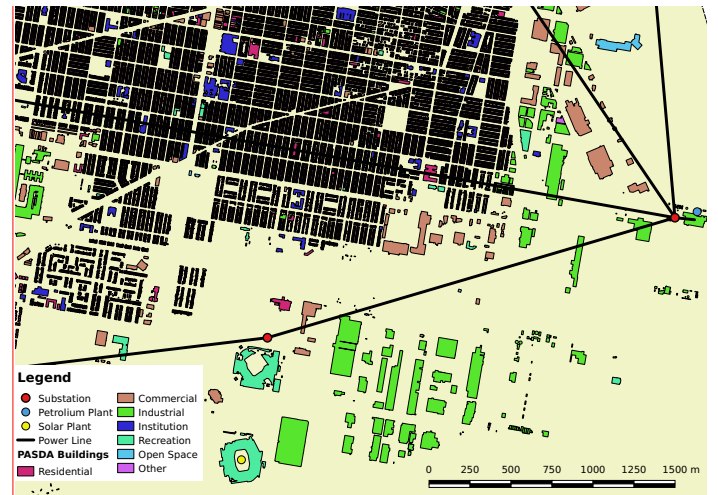 Legend
Substation
Petrolium Plant
Solar Plant
Power Line
PASDA Buildings
Residential
Commercial
Industrial
Institution
Recreation
Open Space
Other
0 250 500 750 1000 1250 1500 m